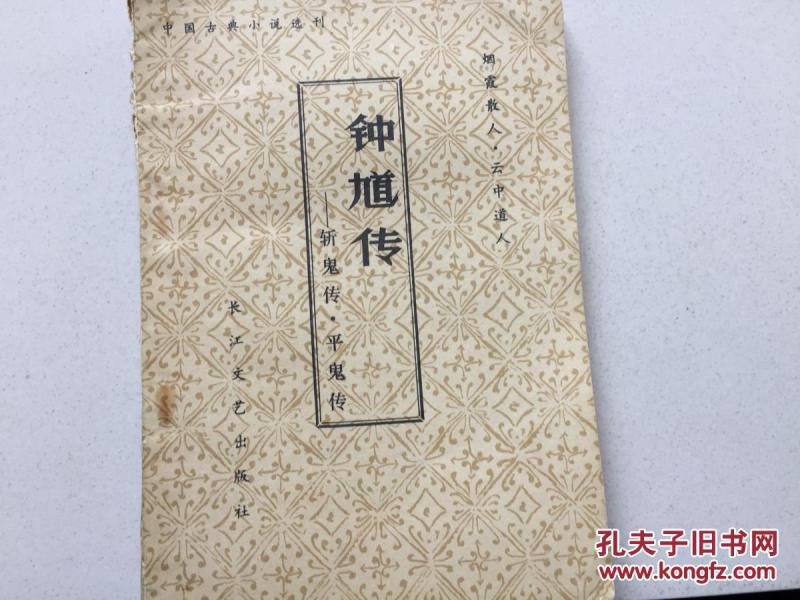 中国古典小说选刊
烟霞散人·云中道人
钟馗传
——斩鬼传·平鬼传
长江文艺出版社
孔夫子旧书网
www.kongfz.com